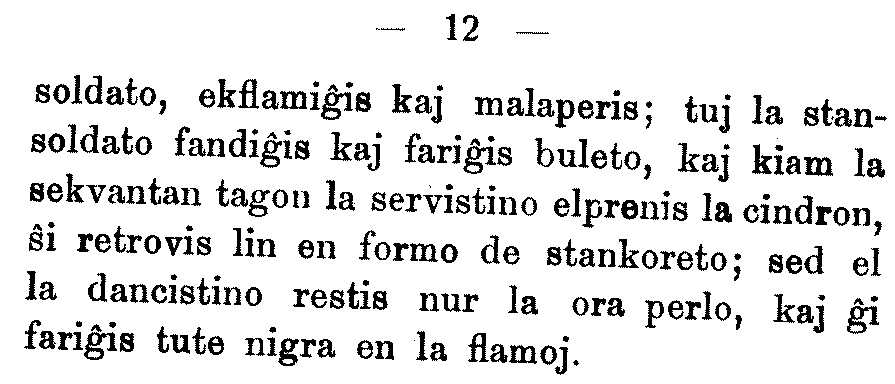 — 12 —
soldato, ekflamiĝis kaj malaperis; tuj la stan-
soldato fandiĝis kaj fariĝis buleto, kaj kiam la
sekvantan tagon la servistino elprenis la cindron,
ŝi retrovis lin en formo de stankoreto; sed el
la dancistino restis nur la ora perlo, kaj ĝi
fariĝis tute nigra en la flamoj.